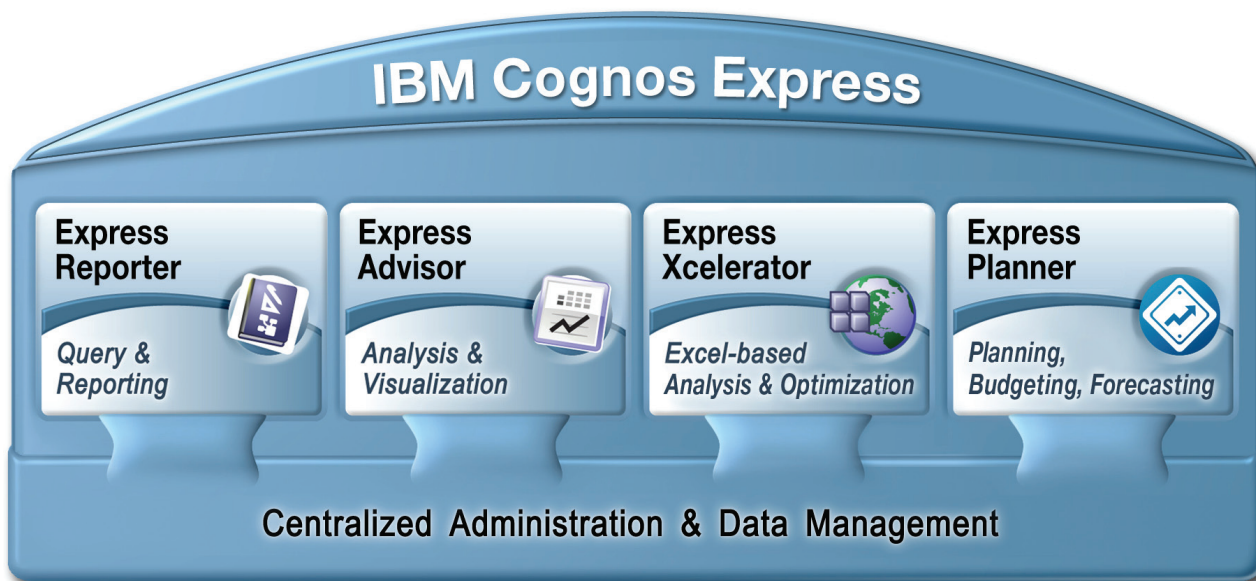 IBM Cognos Express
Express
Reporter
Query &
Reporting
Express
Advisor
Analysis &
Visualization
Express
Xcelerator
Excel-based
Analysis & Optimization
Express
Planner
Planning,
Budgeting, Forecasting
Centralized Administration & Data Management